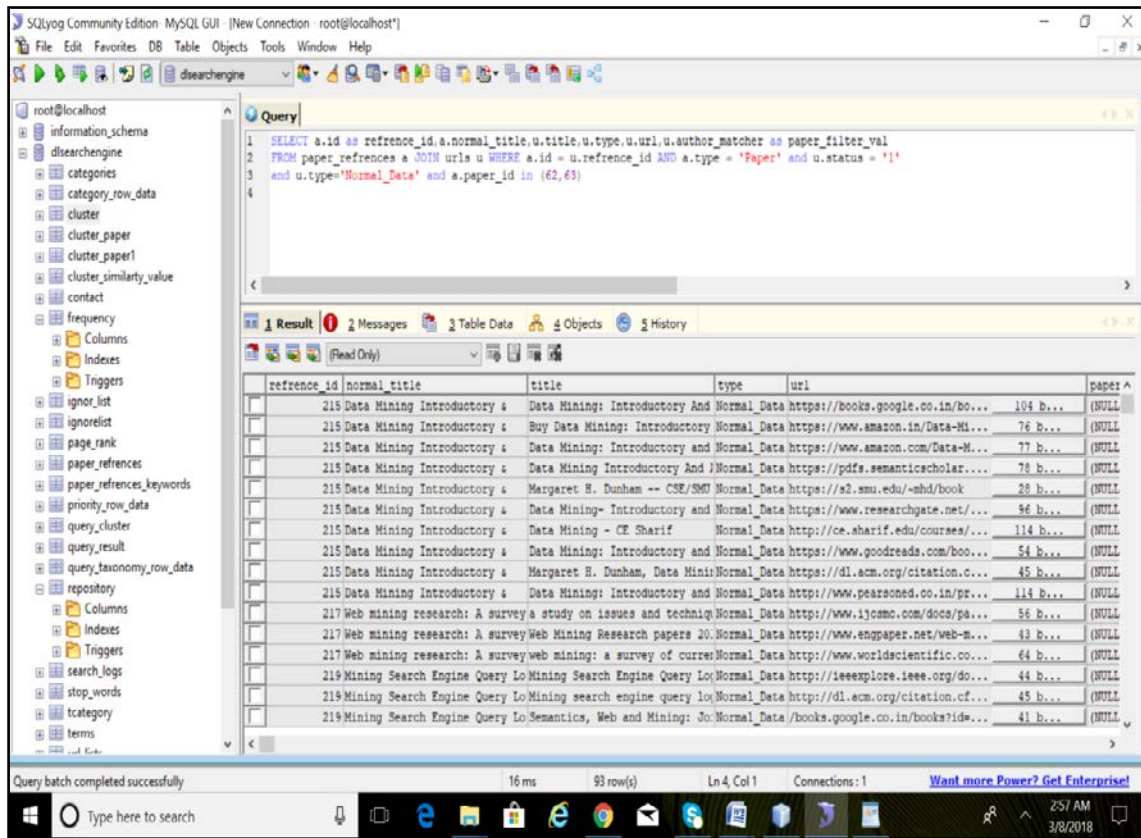 SQLyog Community Edition- MySQL GUI - [New Connection - root@localhost*]
File Edit Favorites DB Table Objects Tools Window Help
dlsearchengine
root@localhost
information_schema
dlsearchengine
categories
category_row_data
cluster
cluster_paper
cluster_paper1
cluster_similarty_value
contact
frequency
Columns
Indexes
Triggers
ignor_list
ignorelist
page_rank
paper_refrences
paper_refrences_keywords
priority_row_data
query_cluster
query_result
query_taxonomy_row_data
repository
Columns
Indexes
Triggers
search_logs
stop_words
tcategory
terms
Query
1 SELECT a.id as refrence_id,a.normal_title,u.title,u.type,u.url,u.author_matcher as paper_filter_val
2 FROM paper_refrences a JOIN urls u WHERE a.id = u.refrence_id AND a.type = 'Paper' and u.status = '1'
3 and u.type='Normal_Data' and a.paper_id in (62,63)
4
1 Result 2 Messages 3 Table Data 4 Objects 5 History
(Read Only)
refrence_id normal_title title type url paper
215 Data Mining Introductory & Data Mining: Introductory And Normal_Data https://books.google.co.in/bo... 104 b... (NULL
215 Data Mining Introductory & Buy Data Mining: Introductory Normal_Data https://www.amazon.in/Data-Mi... 76 b... (NULL
215 Data Mining Introductory & Data Mining: Introductory and Normal_Data https://www.amazon.com/Data-M... 77 b... (NULL
215 Data Mining Introductory & Data Mining Introductory And Normal_Data https://pdfs.semanticscholar.... 78 b... (NULL
215 Data Mining Introductory & Margaret H. Dunham -- CSE/SMU Normal_Data https://s2.smu.edu/~mhd/book 28 b... (NULL
215 Data Mining Introductory & Data Mining- Introductory and Normal_Data https://www.researchgate.net/... 96 b... (NULL
215 Data Mining Introductory & Data Mining - CE Sharif Normal_Data http://ce.sharif.edu/courses/... 114 b... (NULL
215 Data Mining Introductory & Data Mining: Introductory and Normal_Data https://www.goodreads.com/boo... 54 b... (NULL
215 Data Mining Introductory & Margaret H. Dunham, Data Mini Normal_Data https://dl.acm.org/citation.c... 45 b... (NULL
215 Data Mining Introductory & Data Mining: Introductory and Normal_Data http://www.pearsoned.co.in/pr... 114 b... (NULL
217 Web mining research: A survey a study on issues and techniq Normal_Data http://www.ijcsmc.com/docs/pa... 56 b... (NULL
217 Web mining research: A survey Web Mining Research papers 20 Normal_Data http://www.engpaper.net/web-m... 43 b... (NULL
217 Web mining research: A survey web mining: a survey of curre Normal_Data http://www.worldscientific.co... 64 b... (NULL
219 Mining Search Engine Query Lo Mining Search Engine Query Lo Normal_Data http://ieeexplore.ieee.org/do... 44 b... (NULL
219 Mining Search Engine Query Lo Mining search engine query lo Normal_Data http://dl.acm.org/citation.cf... 45 b... (NULL
219 Mining Search Engine Query Lo Semantics, Web and Mining: Jo Normal_Data /books.google.co.in/books?id=... 41 b... (NULL
Query batch completed successfully 16 ms 93 row(s) Ln 4, Col 1 Connections : 1 Want more Power? Get Enterprise!
Type here to search
2:57 AM
3/8/2018